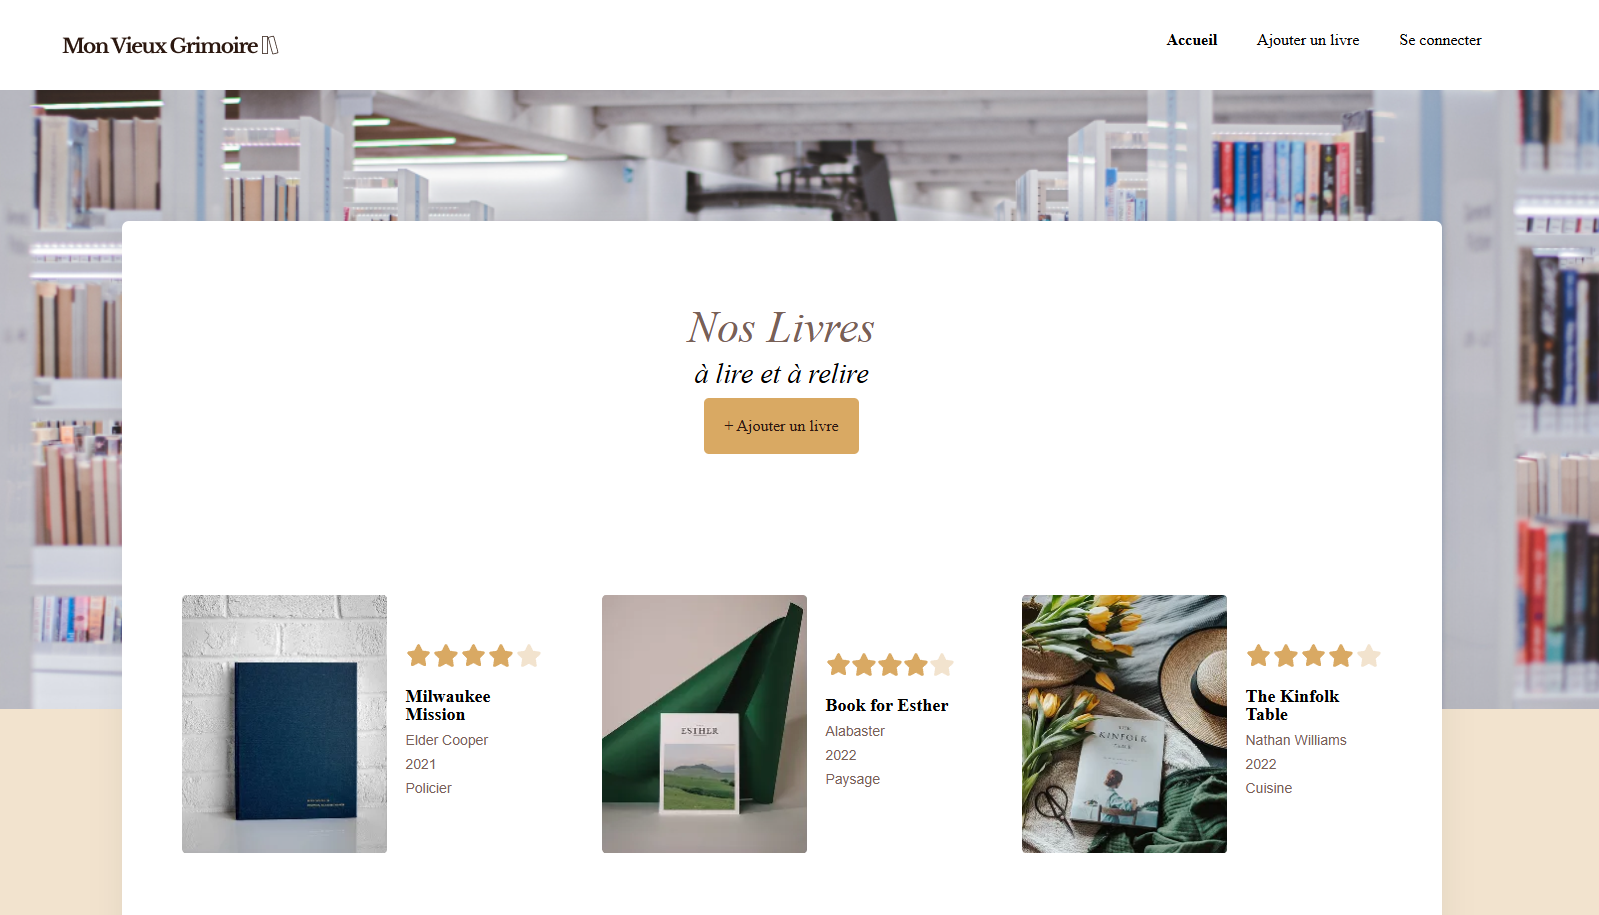 Mon Vieux Grimoire
Accueil
Ajouter un livre
Se connecter
Nos Livres
à lire et à relire
+ Ajouter un livre
Milwaukee
Mission
Elder Cooper
2021
Policier
ESTHER
Book for Esther
Alabaster
2022
Paysage
KINFOLK
TABLE
The Kinfolk
Table
Nathan Williams
2022
Cuisine